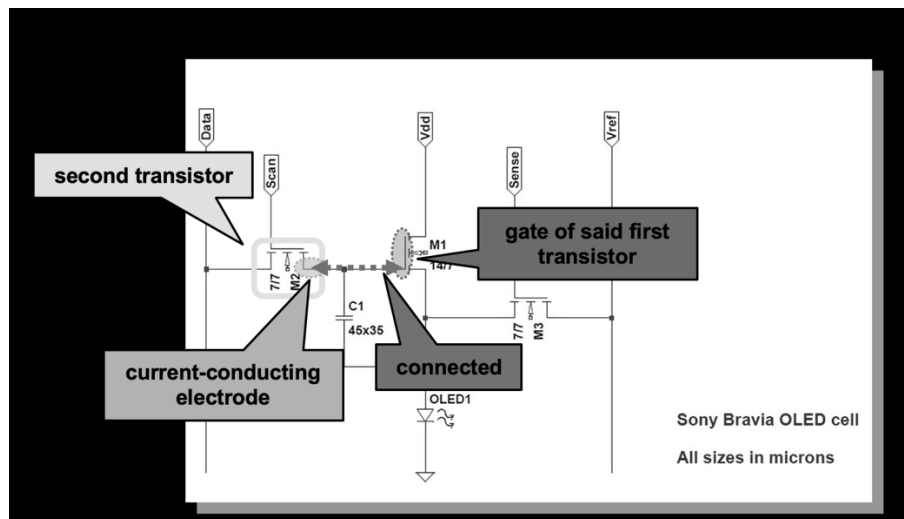 Data
Vdd
Vref
Scan
Sense
second transistor
gate of said first
transistor
M1
14/7
7/7
M2
C1
45x35
7/7
M3
current-conducting
electrode
connected
OLED1
Sony Bravia OLED cell
All sizes in microns